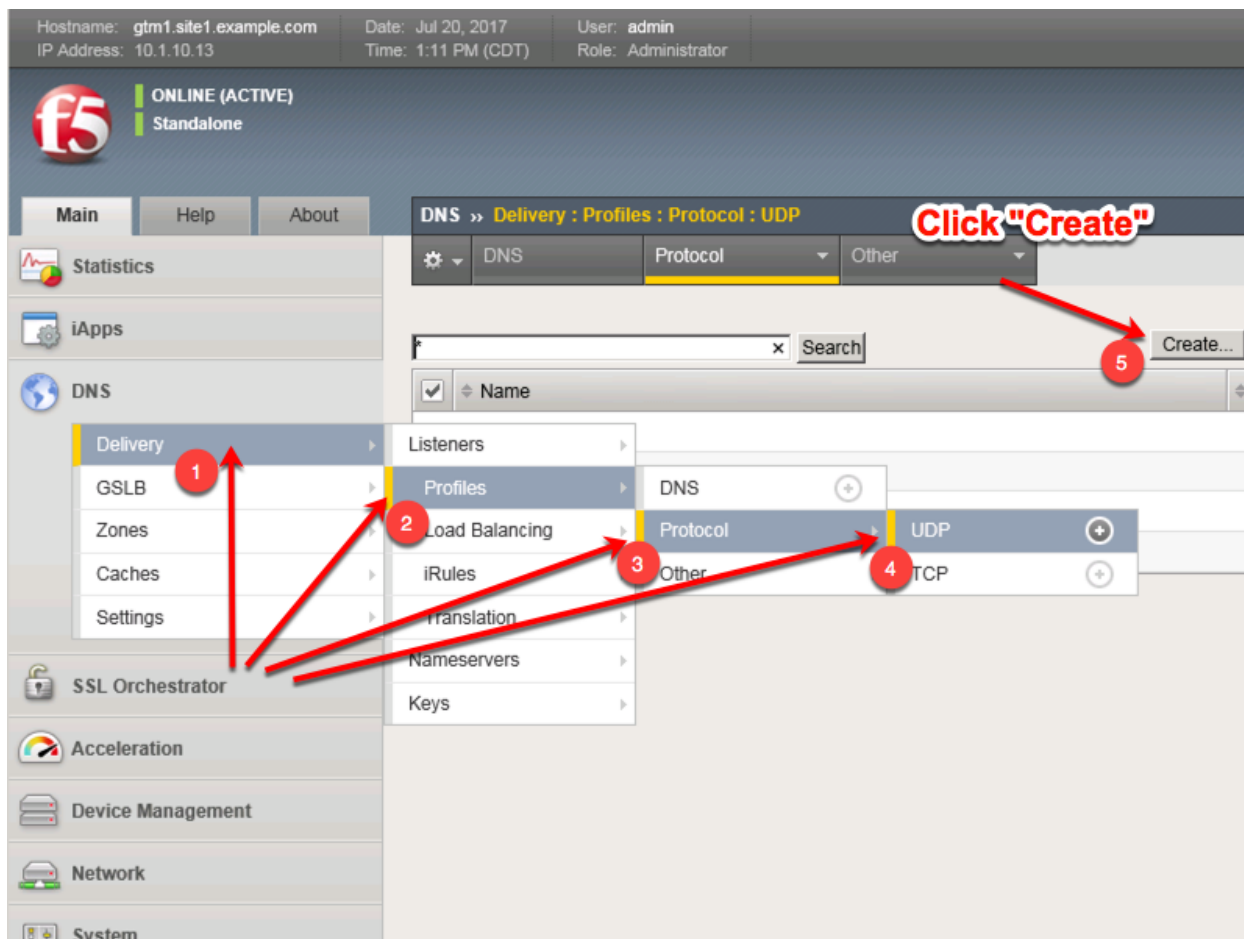 Hostname: gtm1.site1.example.com Date: Jul 20, 2017 User: admin
IP Address: 10.1.10.13 Time: 1:11 PM (CDT) Role: Administrator
f5
ONLINE (ACTIVE)
Standalone
Main Help About
DNS ›› Delivery : Profiles : Protocol : UDP
Click "Create"
DNS Protocol Other
Statistics
iApps
* × Search
Create...
5
DNS
Name
Delivery Listeners
1
GSLB Profiles DNS
2
Zones Load Balancing Protocol UDP
3
4
Caches iRules Other TCP
Settings Translation
Nameservers
SSL Orchestrator
Keys
Acceleration
Device Management
Network
System